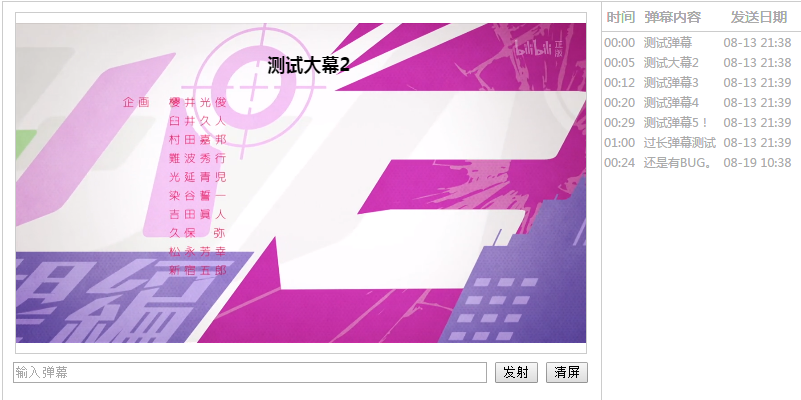 bilibili 正版
测试大幕2
企画 櫻井光俊
臼井久人
村田嘉邦
難波秀行
光延青児
染谷誓一
吉田眞人
久保 弥
松永芳幸
新宿五郎
輸入弹幕
发射
清屏
时间 弹幕内容 发送日期
00:00 测试弹幕 08-13 21:38
00:05 测试大幕2 08-13 21:38
00:12 测试弹幕3 08-13 21:39
00:20 测试弹幕4 08-13 21:39
00:29 测试弹幕5！ 08-13 21:39
01:00 过长弹幕测试 08-13 21:39
00:24 还是有BUG。 08-19 10:38